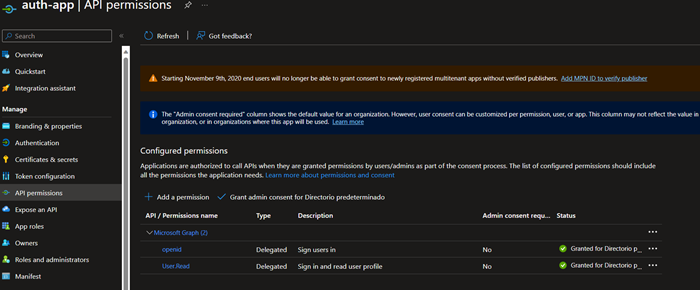 auth-app | API permissions
Search
Refresh
Got feedback?
Overview
Quickstart
Integration assistant
Manage
Branding & properties
Authentication
Certificates & secrets
Token configuration
API permissions
Expose an API
App roles
Owners
Roles and administrators
Manifest
Starting November 9th, 2020 end users will no longer be able to grant consent to newly registered multitenant apps without verified publishers. Add MPN ID to verify publisher
The "Admin consent required" column shows the default value for an organization. However, user consent can be customized per permission, user, or app. This column may not reflect the value in
organization, or in organizations where this app will be used. Learn more
Configured permissions
Applications are authorized to call APIs when they are granted permissions by users/admins as part of the consent process. The list of configured permissions should include
all the permissions the application needs. Learn more about permissions and consent
Add a permission
Grant admin consent for Directorio predeterminado
API / Permissions name Type Description Admin consent requ... Status
Microsoft Graph (2)
openid Delegated Sign users in No Granted for Directorio p...
User.Read Delegated Sign in and read user profile No Granted for Directorio p...